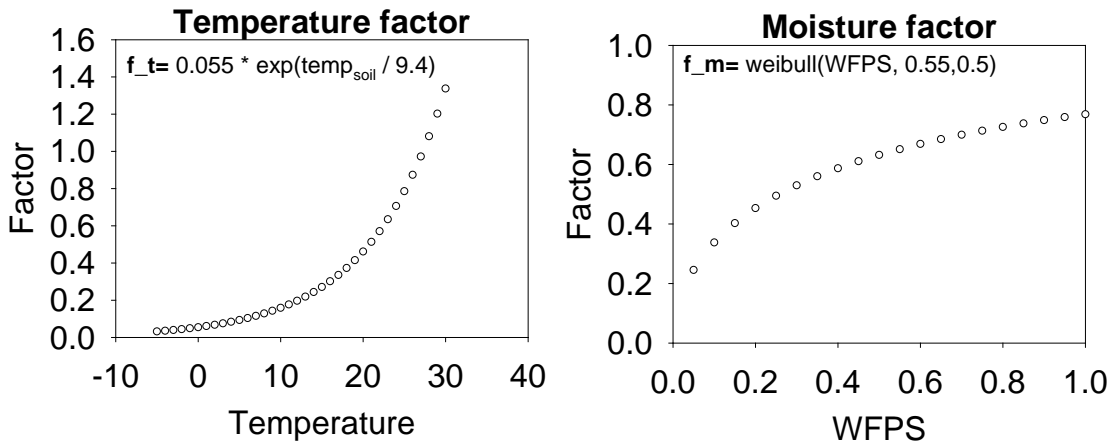 Temperature factor
f_t= 0.055 * exp(temp_soil / 9.4)
1.6
1.4
1.2
1.0
0.8
0.6
0.4
0.2
0.0
-10 0 10 20 30 40
Factor
Temperature
Moisture factor
f_m= weibull(WFPS, 0.55,0.5)
1.0
0.8
0.6
0.4
0.2
0.0
0.0 0.2 0.4 0.6 0.8 1.0
Factor
WFPS